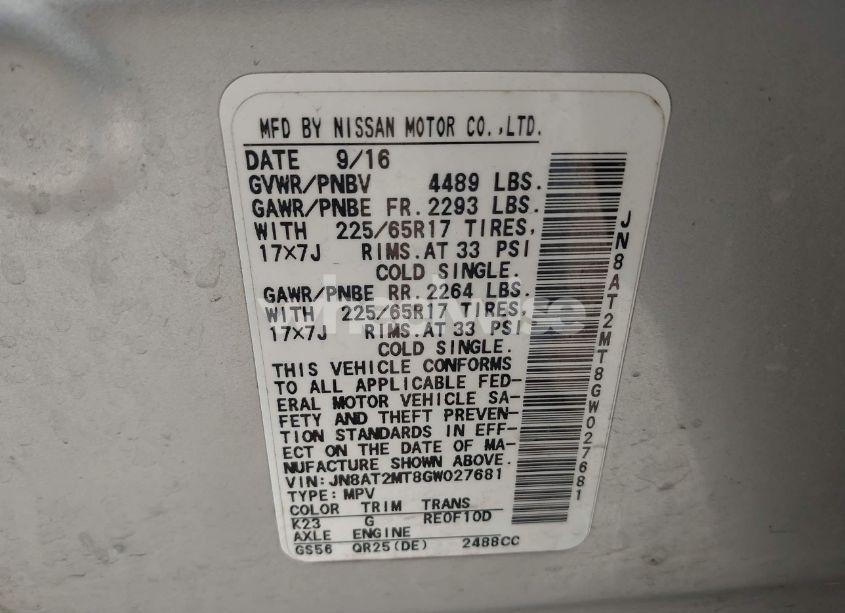 MFD BY NISSAN MOTOR CO.,LTD.
DATE 9/16
GVWR/PNBV 4489 LBS.
GAWR/PNBE FR. 2293 LBS.
WITH 225/65R17 TIRES,
17×7J RIMS. AT 33 PSI
COLD SINGLE.
GAWR/PNBE RR. 2264 LBS.
WITH 225/65R17 TIRES,
17×7J RIMS. AT 33 PSI
COLD SINGLE.
THIS VEHICLE CONFORMS
TO ALL APPLICABLE FED-
ERAL MOTOR VEHICLE SA-
FETY AND THEFT PREVEN-
TION STANDARDS IN EFF-
ECT ON THE DATE OF MA-
NUFACTURE SHOWN ABOVE.
VIN: JN8AT2MT8GW027681
TYPE: MPV
COLOR TRIM TRANS
K23 G RE0F10D
AXLE ENGINE
GS56 QR25(DE) 2488CC
JN8AT2MT8GW027681